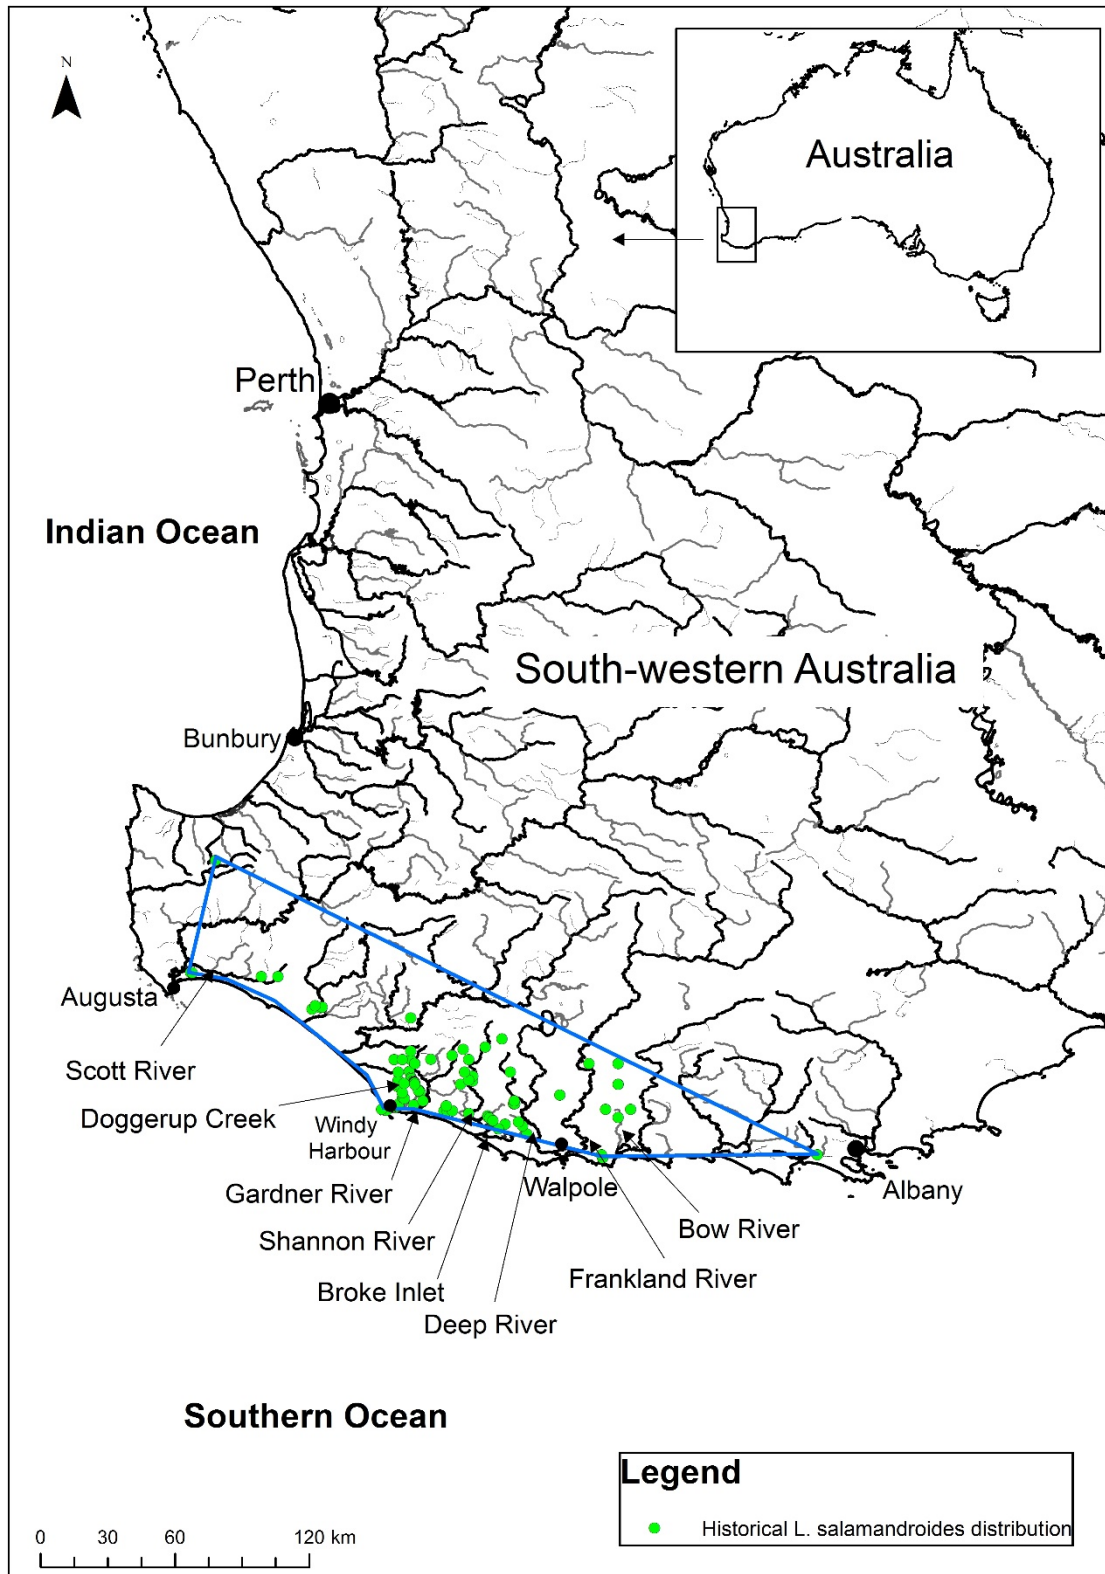 N
Australia
Perth
Indian Ocean
South-western Australia
Bunbury
Augusta
Scott River
Doggerup Creek
Windy
Harbour
Gardner River
Walpole
Albany
Shannon River
Bow River
Broke Inlet
Frankland River
Deep River
Southern Ocean
Legend
Historical L. salamandroides distribution
0 30 60 120 km